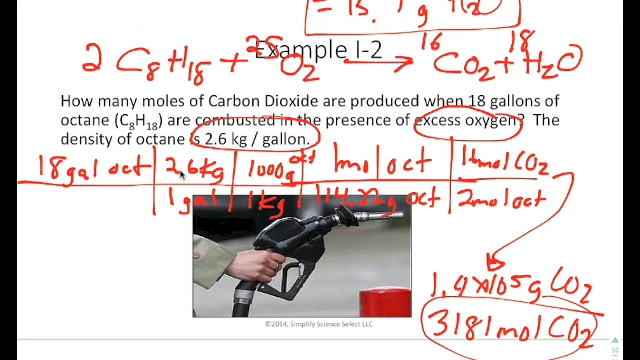 = 15. g H2O
Example I-2
2 C8H18 + 25 O2 → 16 CO2 + 18 H2O
How many moles of Carbon Dioxide are produced when 18 gallons of
octane (C8H18) are combusted in the presence of excess oxygen? The
density of octane is 2.6 kg / gallon.
18 gal oct | 2.6 kg | 1000 g oct | 1 mol oct | 16 mol CO2
1 gal | 1 kg | 114.22 g oct | 2 mol oct
1.4 x 10^5 g CO2
3181 mol CO2
©2014, Simplify Science Select LLC